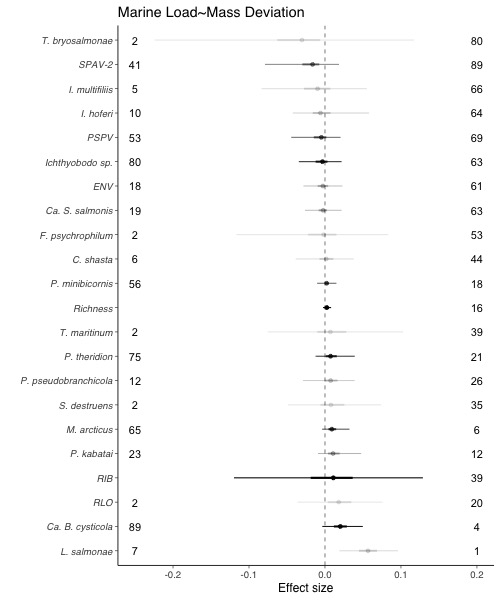 Marine Load~Mass Deviation
T. bryosalmonae 2 80
SPAV-2 41 89
I. multifiliis 5 66
I. hoferi 10 64
PSPV 53 69
Ichthyobodo sp. 80 63
ENV 18 61
Ca. S. salmonis 19 63
F. psychrophilum 2 53
C. shasta 6 44
P. minibicornis 56 18
Richness 16
T. maritinum 2 39
P. theridion 75 21
P. pseudobranchicola 12 26
S. destruens 2 35
M. arcticus 65 6
P. kabatai 23 12
RIB 39
RLO 2 20
Ca. B. cysticola 89 4
L. salmonae 7 1
-0.2 -0.1 0.0 0.1 0.2
Effect size